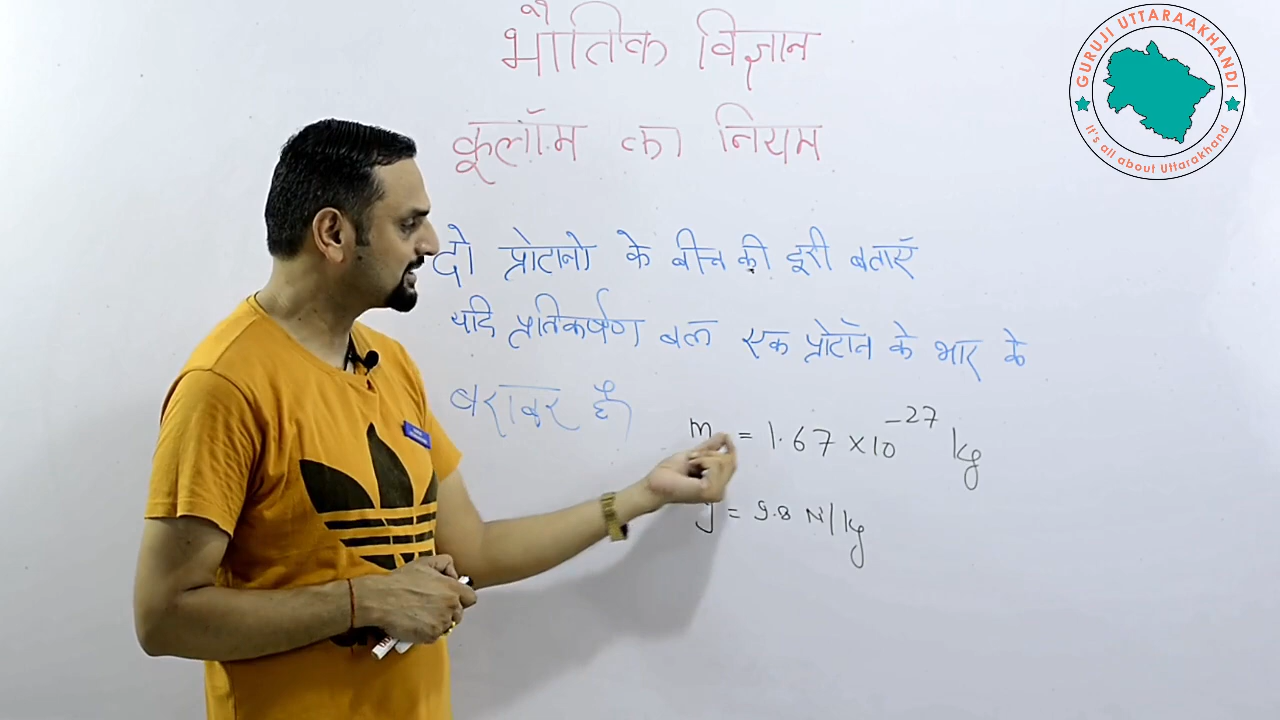 भौतिक विज्ञान
कूलॉम का नियम
दो प्रोटानो के बीच की दूरी बताएँ
यदि प्रतिकर्षण बल एक प्रोटॉन के भार के
बराबर है
m = 1.67 × 10⁻²⁷ kg
g = 9.8 N/kg
GURUJI UTTARAAKHANDI
It's all about Uttarakhand